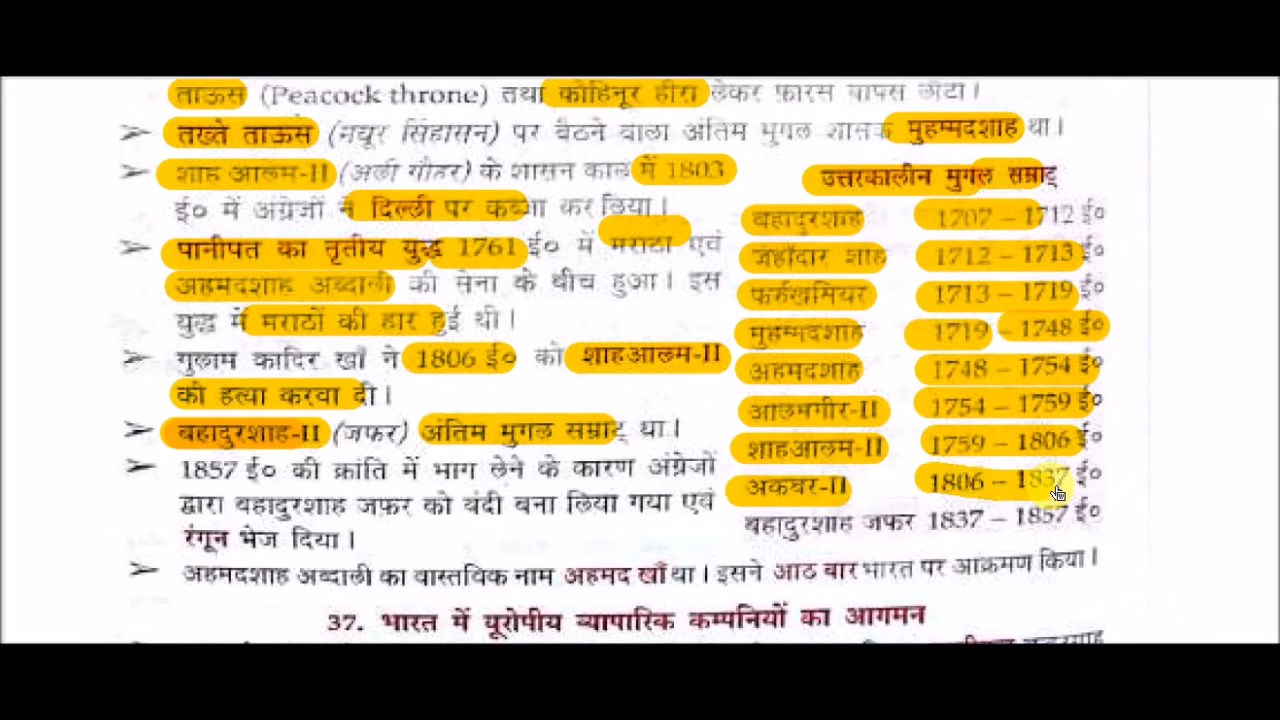 ताऊस (Peacock throne) तथा कोहिनूर हीरा लेकर फ़ारस वापस लौटा।
➢ तख्ते ताऊस (मयूर सिंहासन) पर बैठने वाला अंतिम मुगल शासक मुहम्मदशाह था।
➢ शाह आलम-II (अली गौहर) के शासन काल में 1803
ई० में अंग्रेजों ने दिल्ली पर कब्जा कर लिया।
➢ पानीपत का तृतीय युद्ध 1761 ई० में मराठा एवं
अहमदशाह अब्दाली की सेना के बीच हुआ। इस
युद्ध में मराठों की हार हुई थी।
➢ गुलाम कादिर खाँ ने 1806 ई० को शाहआलम-II
की हत्या करवा दी।
➢ बहादुरशाह-II (जफर) अंतिम मुगल सम्राट् था।
➢ 1857 ई० की क्रांति में भाग लेने के कारण अंग्रेजों
द्वारा बहादुरशाह जफर को बंदी बना लिया गया एवं
रंगून भेज दिया।
उत्तरकालीन मुगल सम्राट्
बहादुरशाह 1707 – 1712 ई०
जहाँदार शाह 1712 – 1713 ई०
फर्रुखसियर 1713 – 1719 ई०
मुहम्मदशाह 1719 – 1748 ई०
अहमदशाह 1748 – 1754 ई०
आलमगीर-II 1754 – 1759 ई०
शाहआलम-II 1759 – 1806 ई०
अकबर-II 1806 – 1837 ई०
बहादुरशाह जफर 1837 – 1857 ई०
➢ अहमदशाह अब्दाली का वास्तविक नाम अहमद खाँ था। इसने आठ बार भारत पर आक्रमण किया।
37. भारत में यूरोपीय व्यापारिक कम्पनियों का आगमन